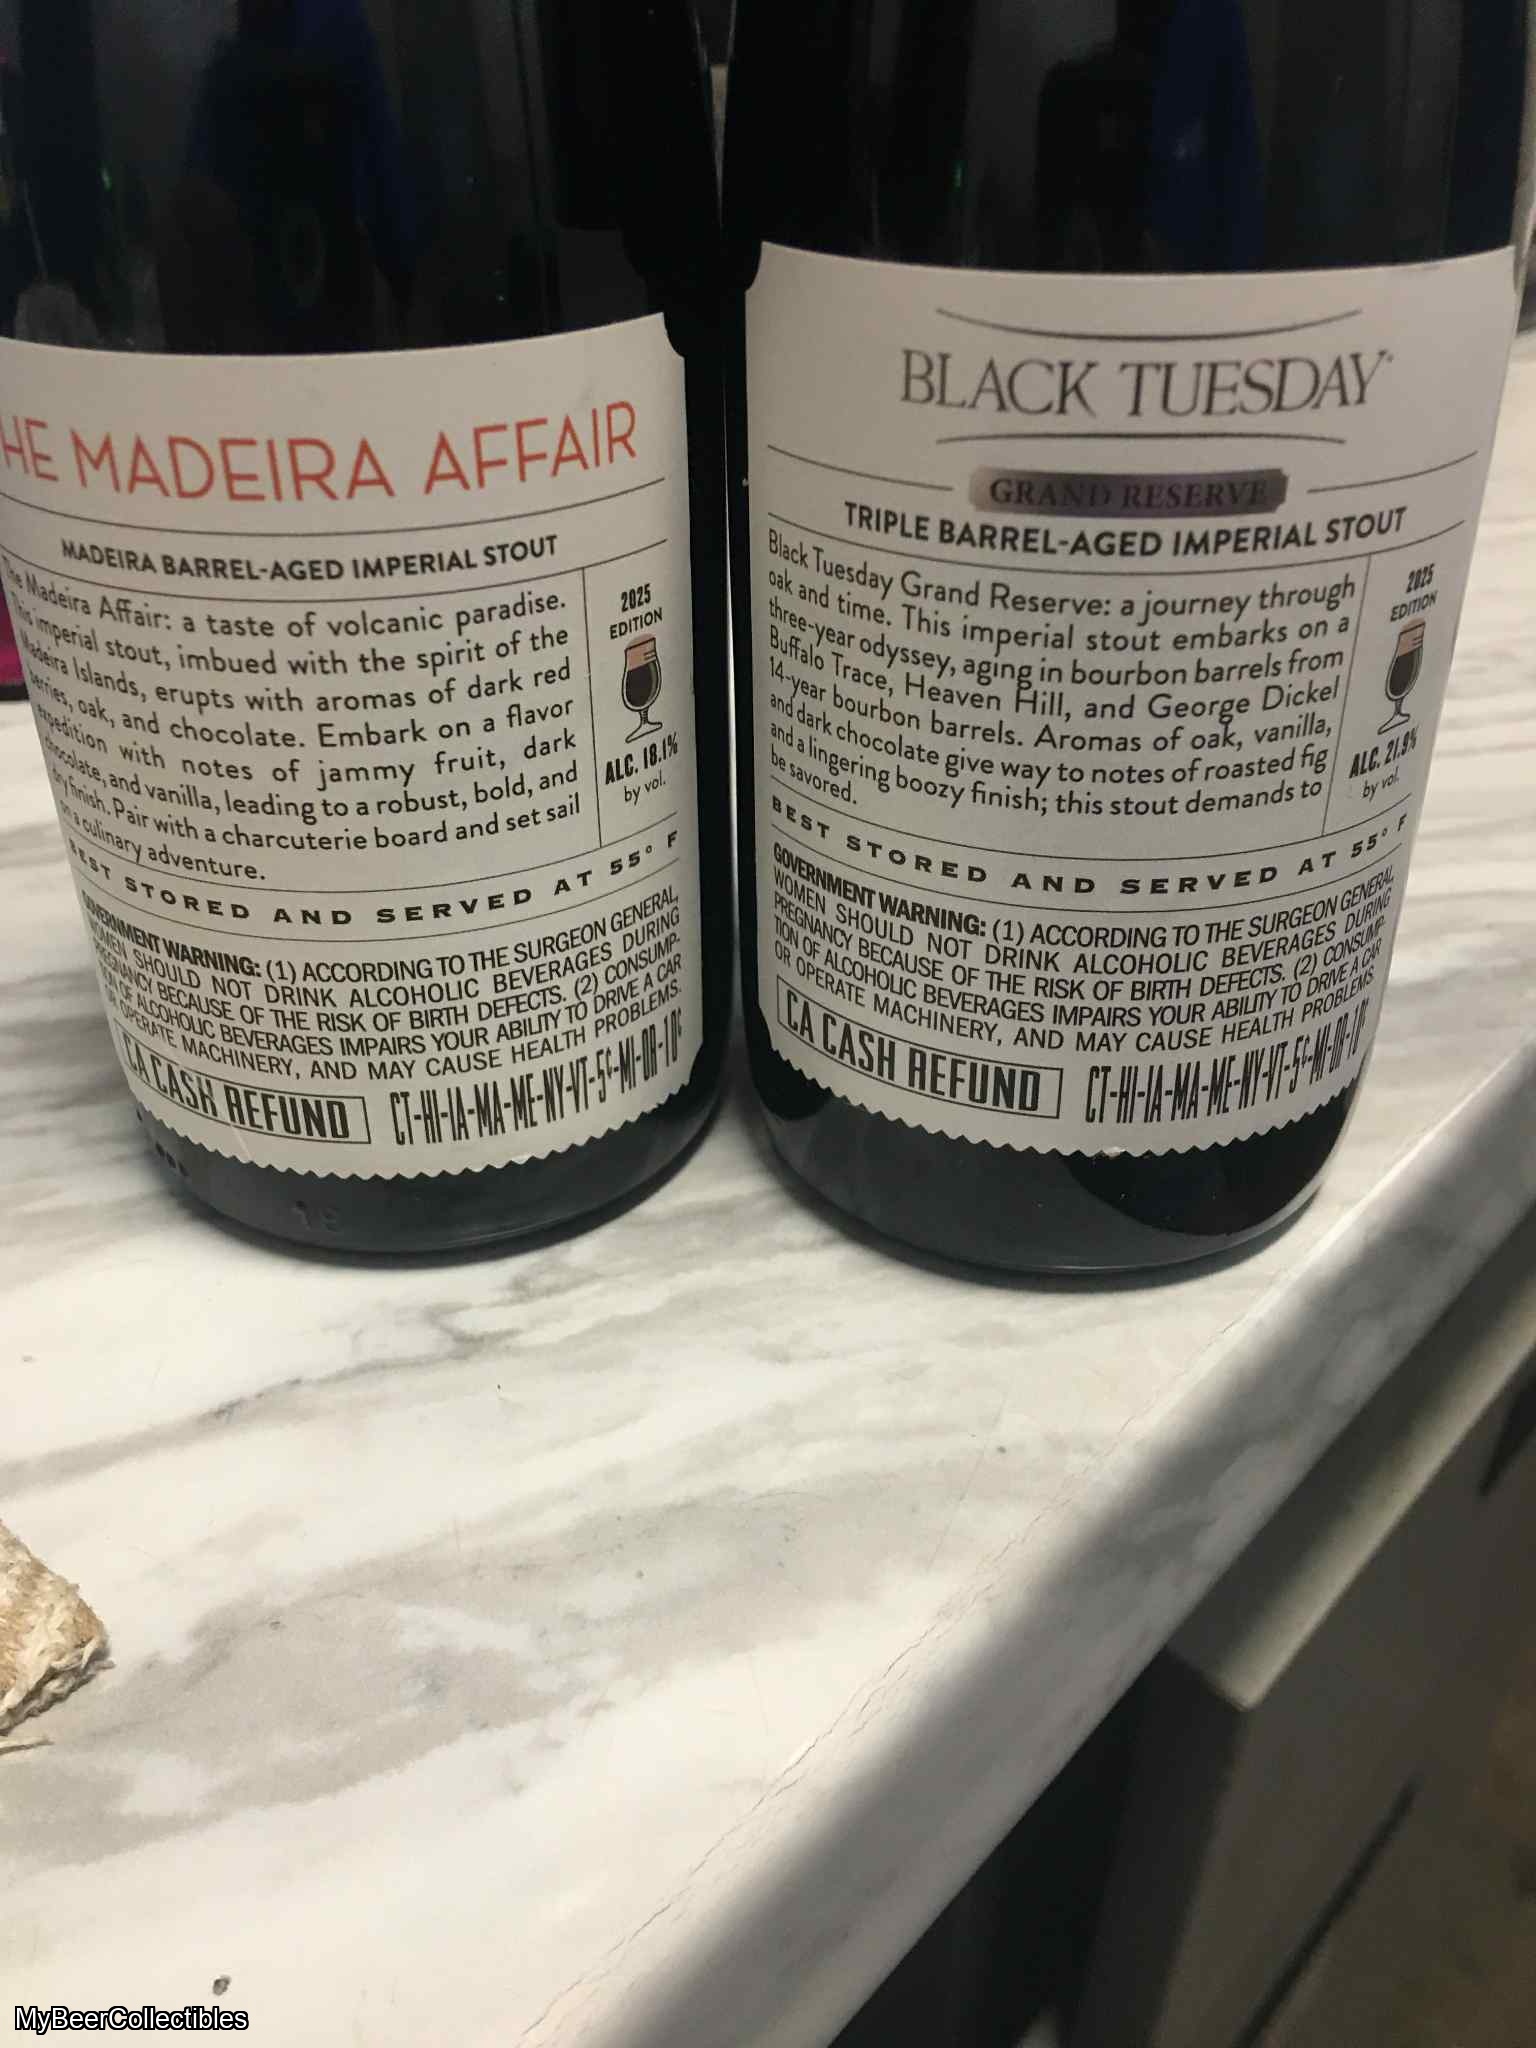 HE MADEIRA AFFAIR
MADEIRA BARREL-AGED IMPERIAL STOUT
The Madeira Affair: a taste of volcanic paradise.
This imperial stout, imbued with the spirit of the
Madeira Islands, erupts with aromas of dark red
berries, oak, and chocolate. Embark on a flavor
expedition with notes of jammy fruit, dark
chocolate, and vanilla, leading to a robust, bold, and
dry finish. Pair with a charcuterie board and set sail
on a culinary adventure.
2025
EDITION
ALC. 18.1%
by vol.
BEST STORED AND SERVED AT 55° F
GOVERNMENT WARNING: (1) ACCORDING TO THE SURGEON GENERAL,
WOMEN SHOULD NOT DRINK ALCOHOLIC BEVERAGES DURING
PREGNANCY BECAUSE OF THE RISK OF BIRTH DEFECTS. (2) CONSUMP-
TION OF ALCOHOLIC BEVERAGES IMPAIRS YOUR ABILITY TO DRIVE A CAR
OR OPERATE MACHINERY, AND MAY CAUSE HEALTH PROBLEMS.
CA CASH REFUND
CT-HI-IA-MA-ME-NY-VT-5¢-MI-OR-10¢
BLACK TUESDAY
GRAND RESERVE
TRIPLE BARREL-AGED IMPERIAL STOUT
Black Tuesday Grand Reserve: a journey through
oak and time. This imperial stout embarks on a
three-year odyssey, aging in bourbon barrels from
Buffalo Trace, Heaven Hill, and George Dickel
14-year bourbon barrels. Aromas of oak, vanilla,
and dark chocolate give way to notes of roasted fig
and a lingering boozy finish; this stout demands to
be savored.
2025
EDITION
ALC. 21.9%
by vol.
BEST STORED AND SERVED AT 55° F
GOVERNMENT WARNING: (1) ACCORDING TO THE SURGEON GENERAL,
WOMEN SHOULD NOT DRINK ALCOHOLIC BEVERAGES DURING
PREGNANCY BECAUSE OF THE RISK OF BIRTH DEFECTS. (2) CONSUMP-
TION OF ALCOHOLIC BEVERAGES IMPAIRS YOUR ABILITY TO DRIVE A CAR
OR OPERATE MACHINERY, AND MAY CAUSE HEALTH PROBLEMS.
CA CASH REFUND
CT-HI-IA-MA-ME-NY-VT-5¢-MI-OR-10¢
MyBeerCollectibles